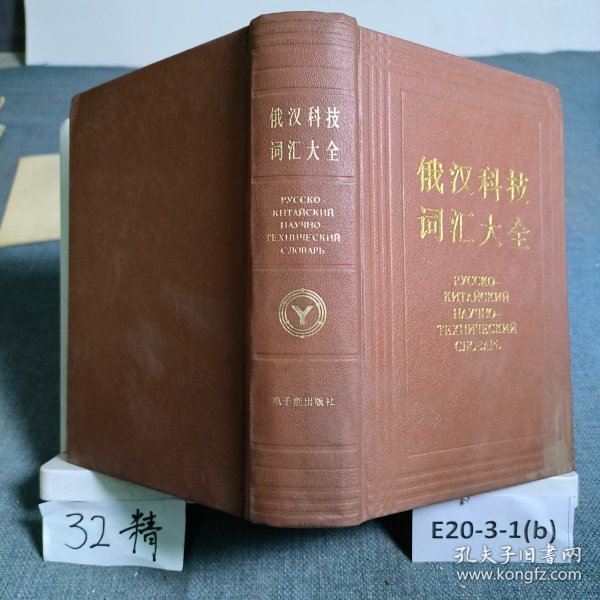 俄汉科技
词汇大全
РУССКО-
КИТАЙСКИЙ
НАУЧНО-
ТЕХНИЧЕСКИЙ
СЛОВАРЬ
Y
原子能出版社
俄汉科技
词汇大全
РУССКО-
КИТАЙСКИЙ
НАУЧНО-
ТЕХНИЧЕСКИЙ
СЛОВАРЬ
32精
E20-3-1(b)
孔夫子旧书网
www.kongfz.com